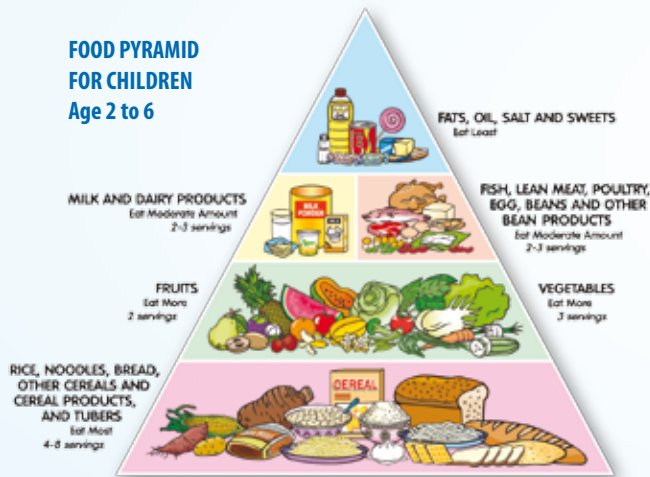 FOOD PYRAMID
FOR CHILDREN
Age 2 to 6
FATS, OIL, SALT AND SWEETS
Eat Least
MILK AND DAIRY PRODUCTS
Eat Moderate Amount
2-3 servings
FISH, LEAN MEAT, POULTRY,
EGG, BEANS AND OTHER
BEAN PRODUCTS
Eat Moderate Amount
2-3 servings
MILK
POWDER
FRUITS
Eat More
2 servings
VEGETABLES
Eat More
3 servings
RICE, NOODLES, BREAD,
OTHER CEREALS AND
CEREAL PRODUCTS,
AND TUBERS
Eat Most
4-8 servings
CEREAL